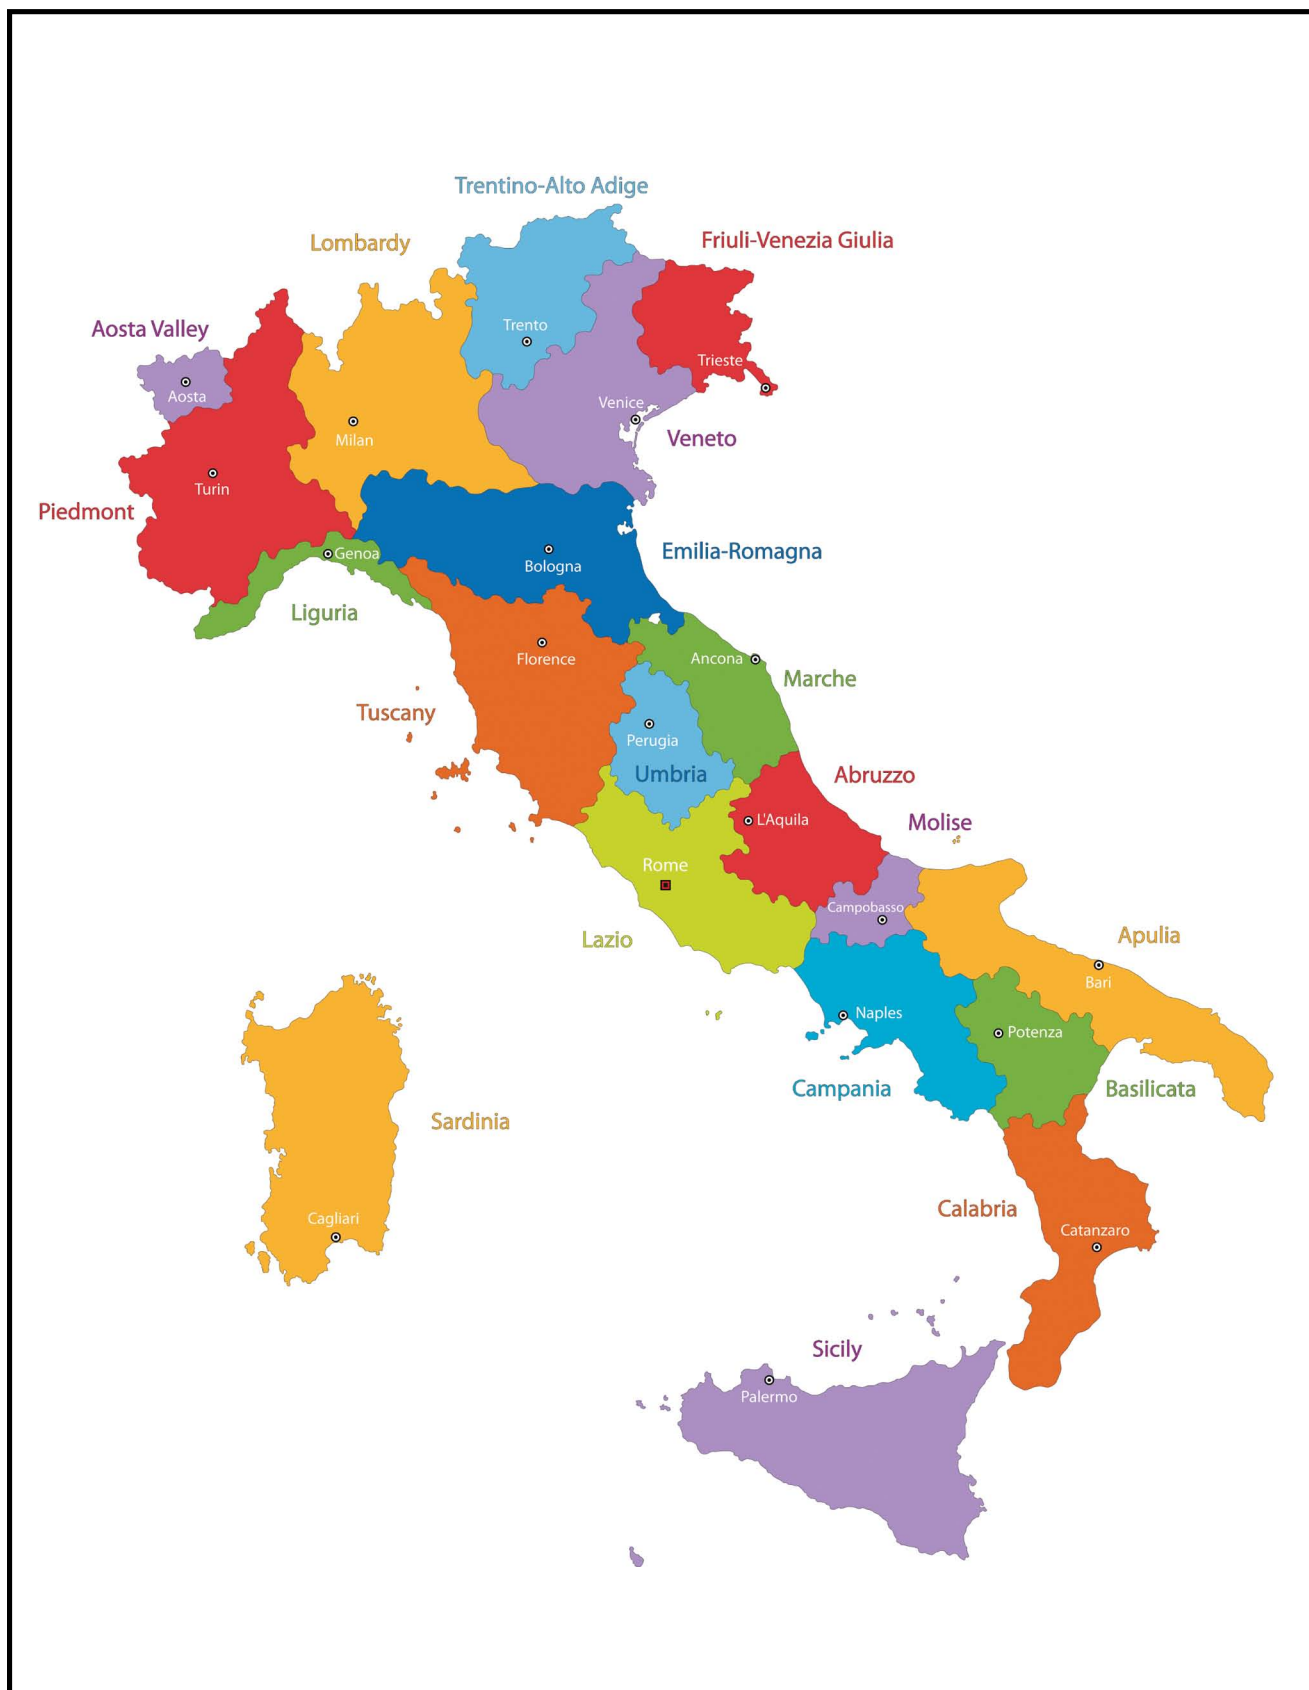 Trentino-Alto Adige
Friuli-Venezia Giulia
Lombardy
Aosta Valley
Trento
Trieste
Aosta
Venice
Milan
Veneto
Turin
Piedmont
Genoa
Emilia-Romagna
Bologna
Liguria
Florence
Ancona
Marche
Tuscany
Perugia
Umbria
Abruzzo
L'Aquila
Molise
Rome
Campobasso
Lazio
Apulia
Bari
Naples
Potenza
Campania
Basilicata
Sardinia
Calabria
Cagliari
Catanzaro
Sicily
Palermo